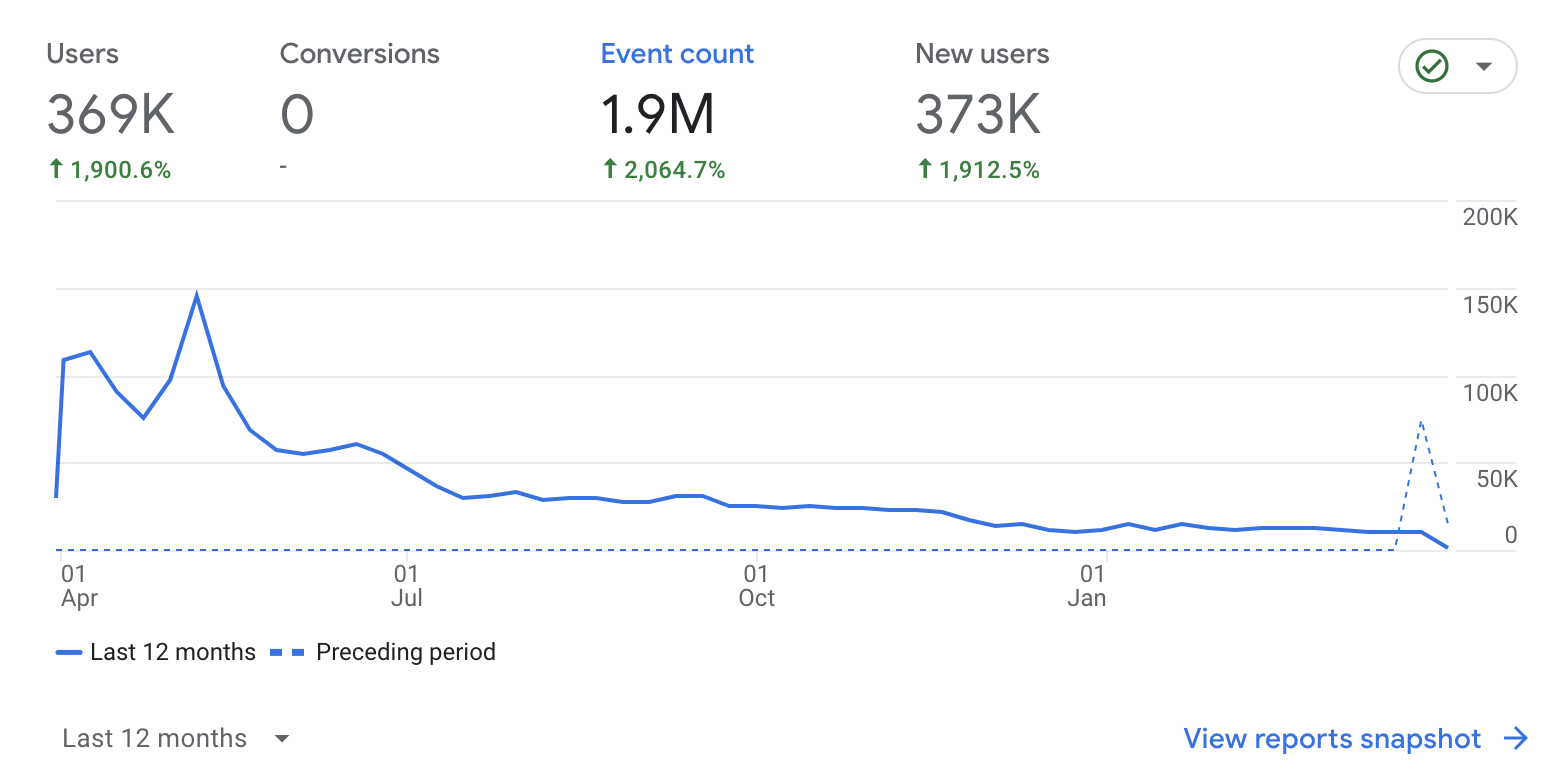 Users
369K
1,900.6%
Conversions
0
-
Event count
1.9M
2,064.7%
New users
373K
1,912.5%
200K
150K
100K
50K
0
01
Apr
01
Jul
01
Oct
01
Jan
Last 12 months
Preceding period
Last 12 months
View reports snapshot